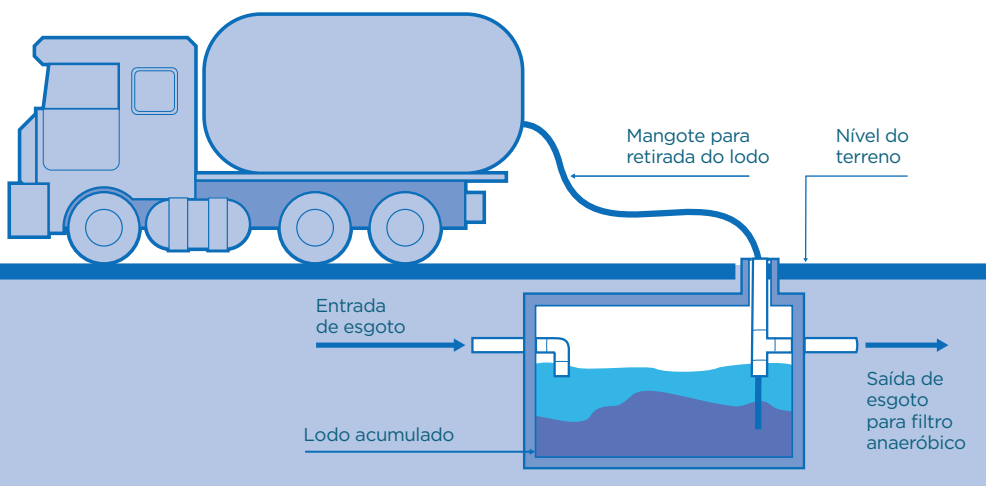 Mangote para
retirada do lodo
Nível do
terreno
Entrada
de esgoto
Saída de
esgoto
para filtro
anaeróbico
Lodo acumulado